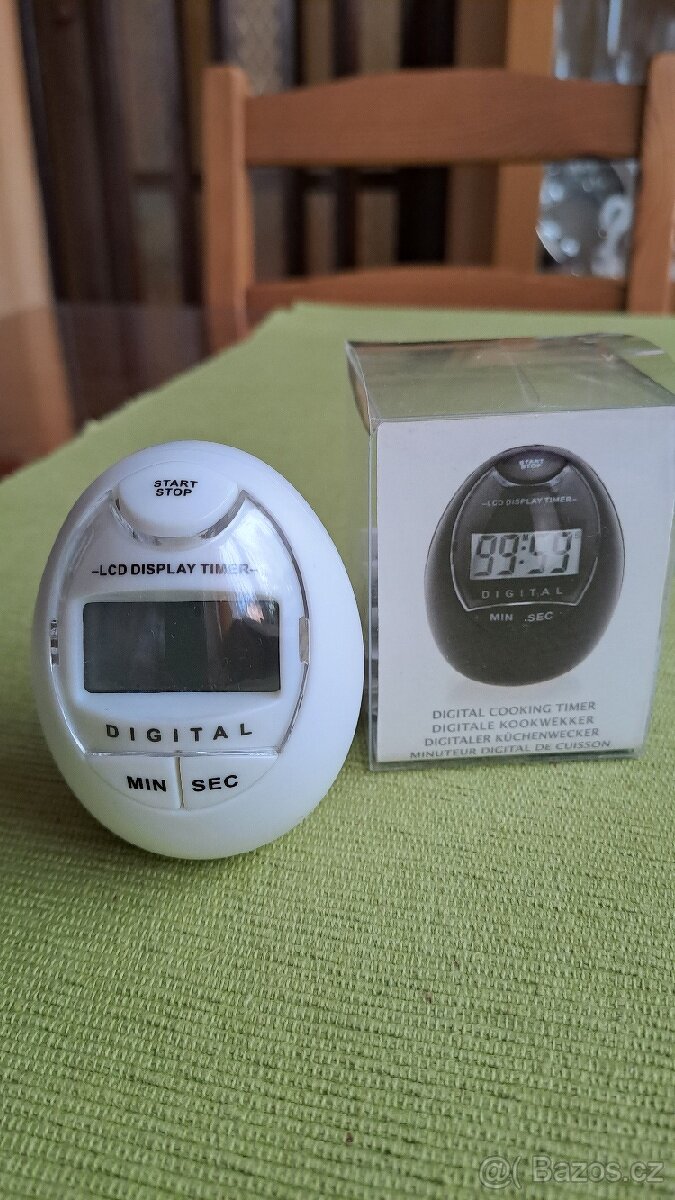 START
STOP
-LCD DISPLAY TIMER-
DIGITAL
MIN SEC
START
STOP
-LCD DISPLAY TIMER-
99:59
DIGITAL
MIN SEC
DIGITAL COOKING TIMER
DIGITALE KOOKWEKKER
DIGITALER KÜCHENWECKER
MINUTEUR DIGITAL DE CUISSON
@( Bazos.cz